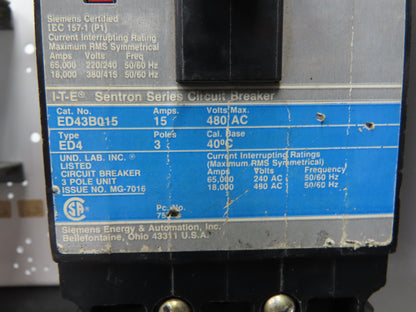 Siemens Certified
IEC 157-1 (P1)
Current Interrupting Rating
Maximum RMS Symmetrical
Amps Volts Freq
65,000 220/240 50/60 Hz
18,000 380/415 50/60 Hz
I-T-E® Sentron Series Circuit Breaker
Cat. No. Amps. Volts Max.
ED43B015 15 480 AC
Type Poles Cal. Base
ED4 3 40°C
UND. LAB. INC.®
LISTED
CIRCUIT BREAKER
3 POLE UNIT
ISSUE NO. MG-7016
Current Interrupting Ratings
(Maximum RMS Symmetrical)
Amps Volts Frequency
65,000 240 AC 50/60 Hz
18,000 480 AC 50/60 Hz
Pc. No.
Siemens Energy & Automation, Inc.
Bellefontaine, Ohio 43311 U.S.A.